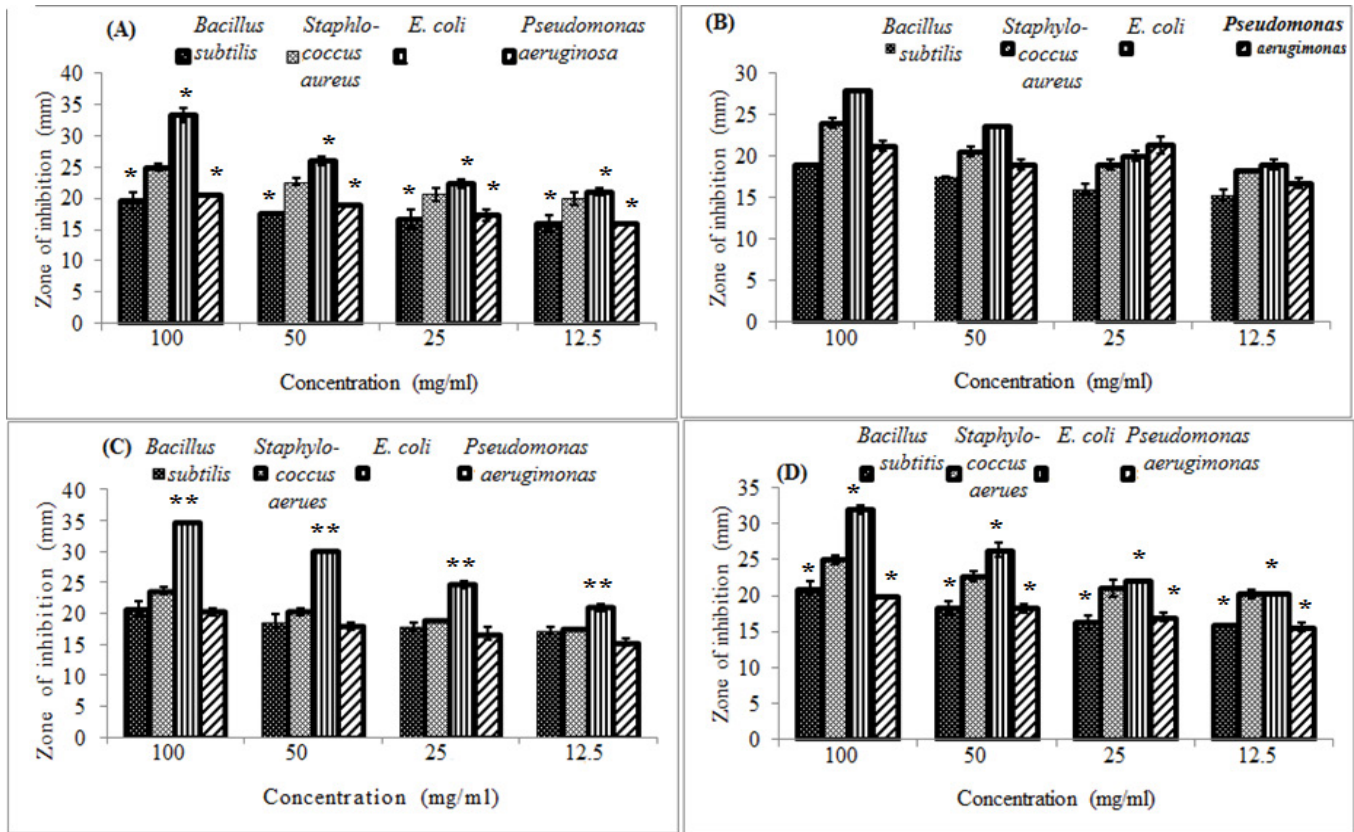 (A) Bacillus Staphlo- E. coli Pseudomonas
subtilis coccus aeruginosa
aureus
40
35
30
25
20
15
10
5
0
Zone of inhibition (mm)
* * *
* * *
* * *
* * *
100 50 25 12.5
Concentration (mg/ml)
(B) Bacillus Staphylo- E. coli Pseudomonas
subtilis coccus aerugimonas
aureus
30
25
20
15
10
5
0
Zone of inhibition (mm)
100 50 25 12.5
Concentration (mg/ml)
(C) Bacillus Staphylo- E. coli Pseudomonas
subtilis coccus aerugimonas
aerues
40
35
30
25
20
15
10
5
0
Zone of inhibition (mm)
** ** ** **
100 50 25 12.5
Concentration (mg/ml)
Bacillus Staphylo- E. coli Pseudomonas
(D) subtitis coccus aerugimonas
aerues
35
30
25
20
15
10
5
0
Zone of inhibition (mm)
* * *
* * *
* * *
* * *
100 50 25 12.5
Concentration (mg/ml)